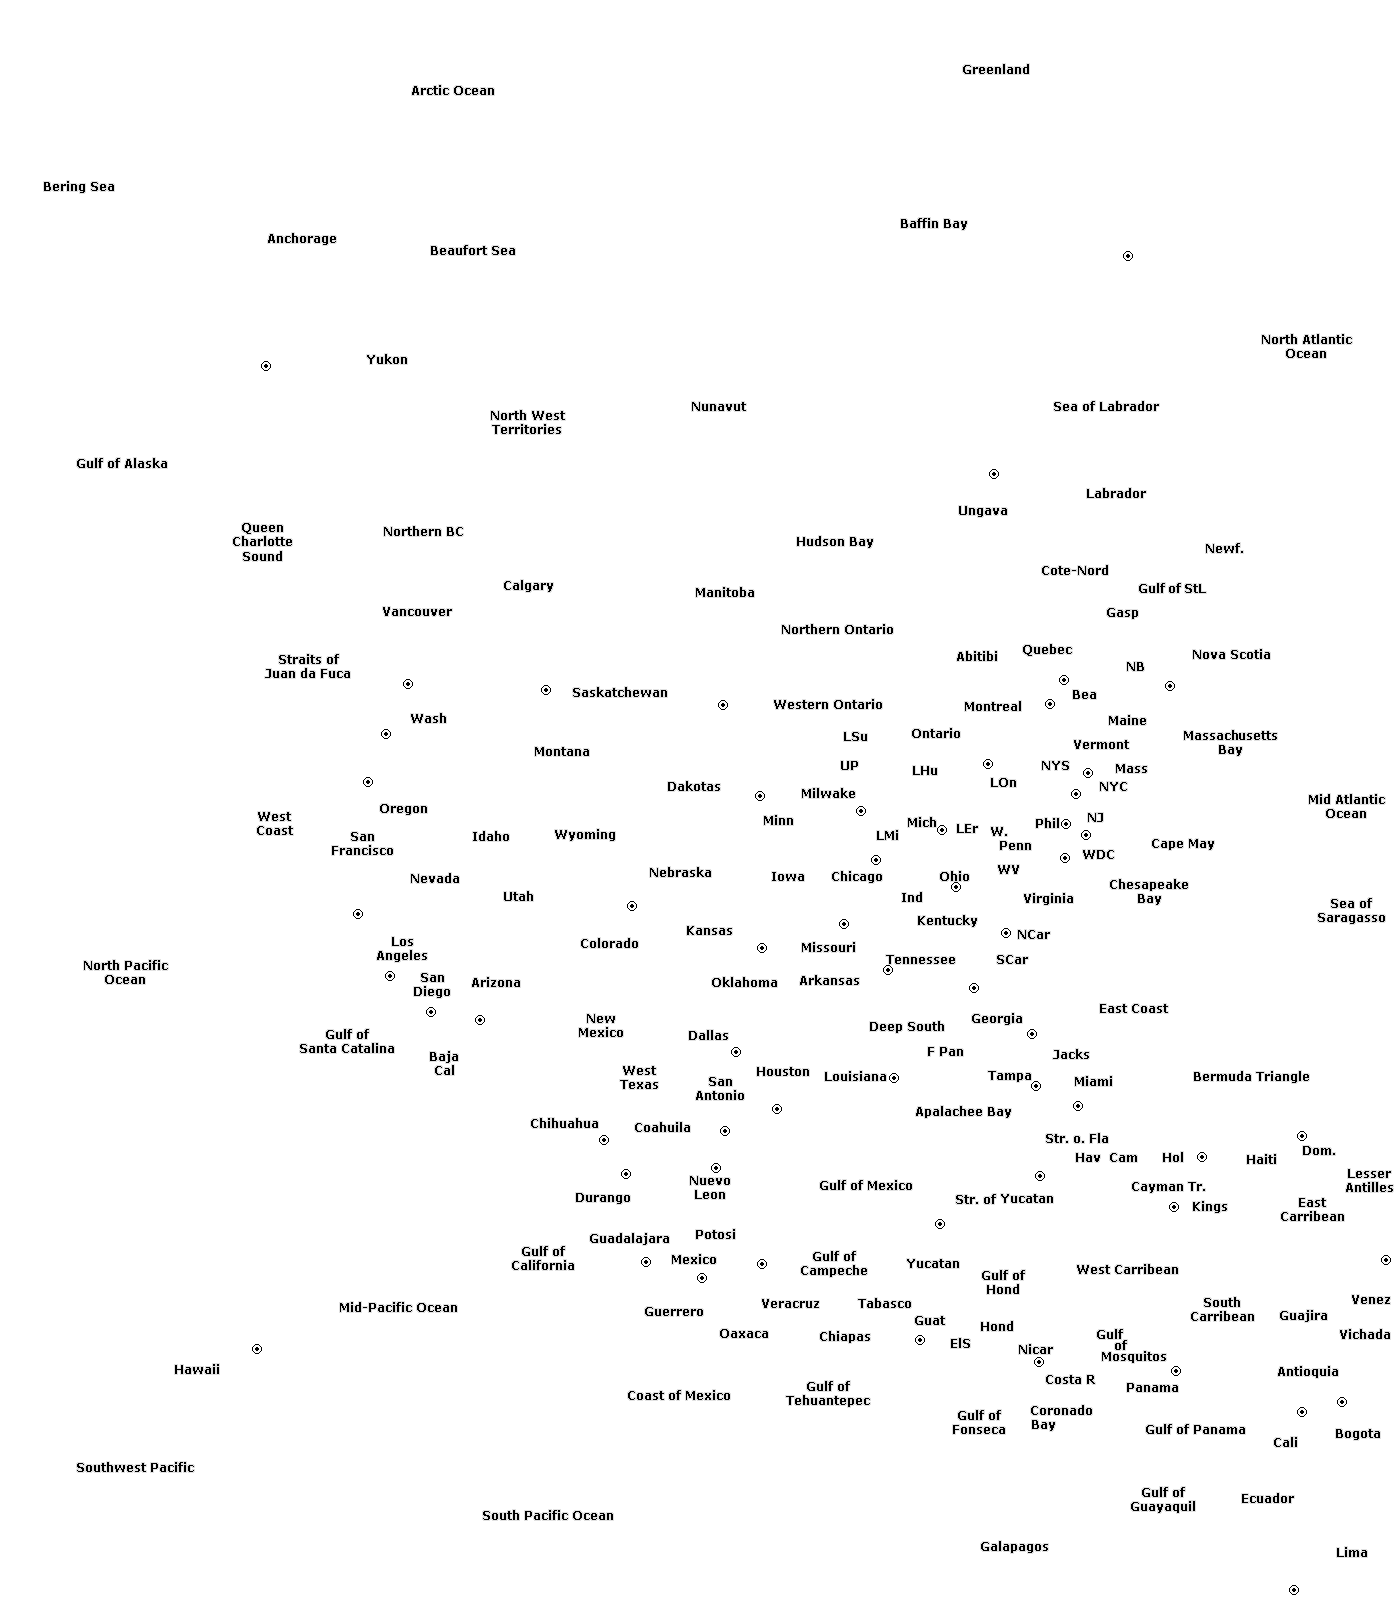 Greenland
Arctic Ocean
Bering Sea
Baffin Bay
Anchorage
Beaufort Sea
North Atlantic
Ocean
Yukon
Nunavut
Sea of Labrador
North West
Territories
Gulf of Alaska
Labrador
Ungava
Queen
Charlotte
Sound
Northern BC
Hudson Bay
Newf.
Cote-Nord
Calgary
Manitoba
Gulf of StL
Vancouver
Gasp
Northern Ontario
Straits of
Juan da Fuca
Abitibi
Quebec
NB
Nova Scotia
Saskatchewan
Bea
Western Ontario
Montreal
Wash
Maine
LSu
Ontario
Vermont
Massachusetts
Bay
Montana
UP
LHu
NYS
Mass
Dakotas
Milwake
LOn
NYC
Mid Atlantic
Ocean
West
Coast
Oregon
Minn
Mich
LEr
W.
Penn
Phil
NJ
San
Francisco
Idaho
Wyoming
LMi
Cape May
WDC
Nevada
Nebraska
Iowa
Chicago
Ohio
WV
Chesapeake
Bay
Utah
Ind
Virginia
Sea of
Saragasso
Kansas
Kentucky
NCar
Los
Angeles
Colorado
Missouri
Tennessee
SCar
North Pacific
Ocean
San
Diego
Arizona
Oklahoma
Arkansas
East Coast
New
Mexico
Deep South
Georgia
Gulf of
Santa Catalina
Dallas
F Pan
Jacks
Baja
Cal
West
Texas
San
Antonio
Houston
Louisiana
Tampa
Miami
Bermuda Triangle
Apalachee Bay
Chihuahua
Coahuila
Str. o. Fla
Dom.
Hav
Cam
Hol
Haiti
Lesser
Antilles
Nuevo
Leon
Gulf of Mexico
Cayman Tr.
Durango
Str. of Yucatan
Kings
East
Carribean
Guadalajara
Potosi
Gulf of
California
Mexico
Gulf of
Campeche
Yucatan
West Carribean
Gulf of
Hond
Mid-Pacific Ocean
Guerrero
Veracruz
Tabasco
South
Carribean
Guajira
Venez
Guat
Oaxaca
Chiapas
ElS
Hond
Gulf
of
Mosquitos
Vichada
Nicar
Hawaii
Costa R
Panama
Antioquia
Coast of Mexico
Gulf of
Tehuantepec
Gulf of
Fonseca
Coronado
Bay
Gulf of Panama
Cali
Bogota
Southwest Pacific
Gulf of
Guayaquil
Ecuador
South Pacific Ocean
Galapagos
Lima